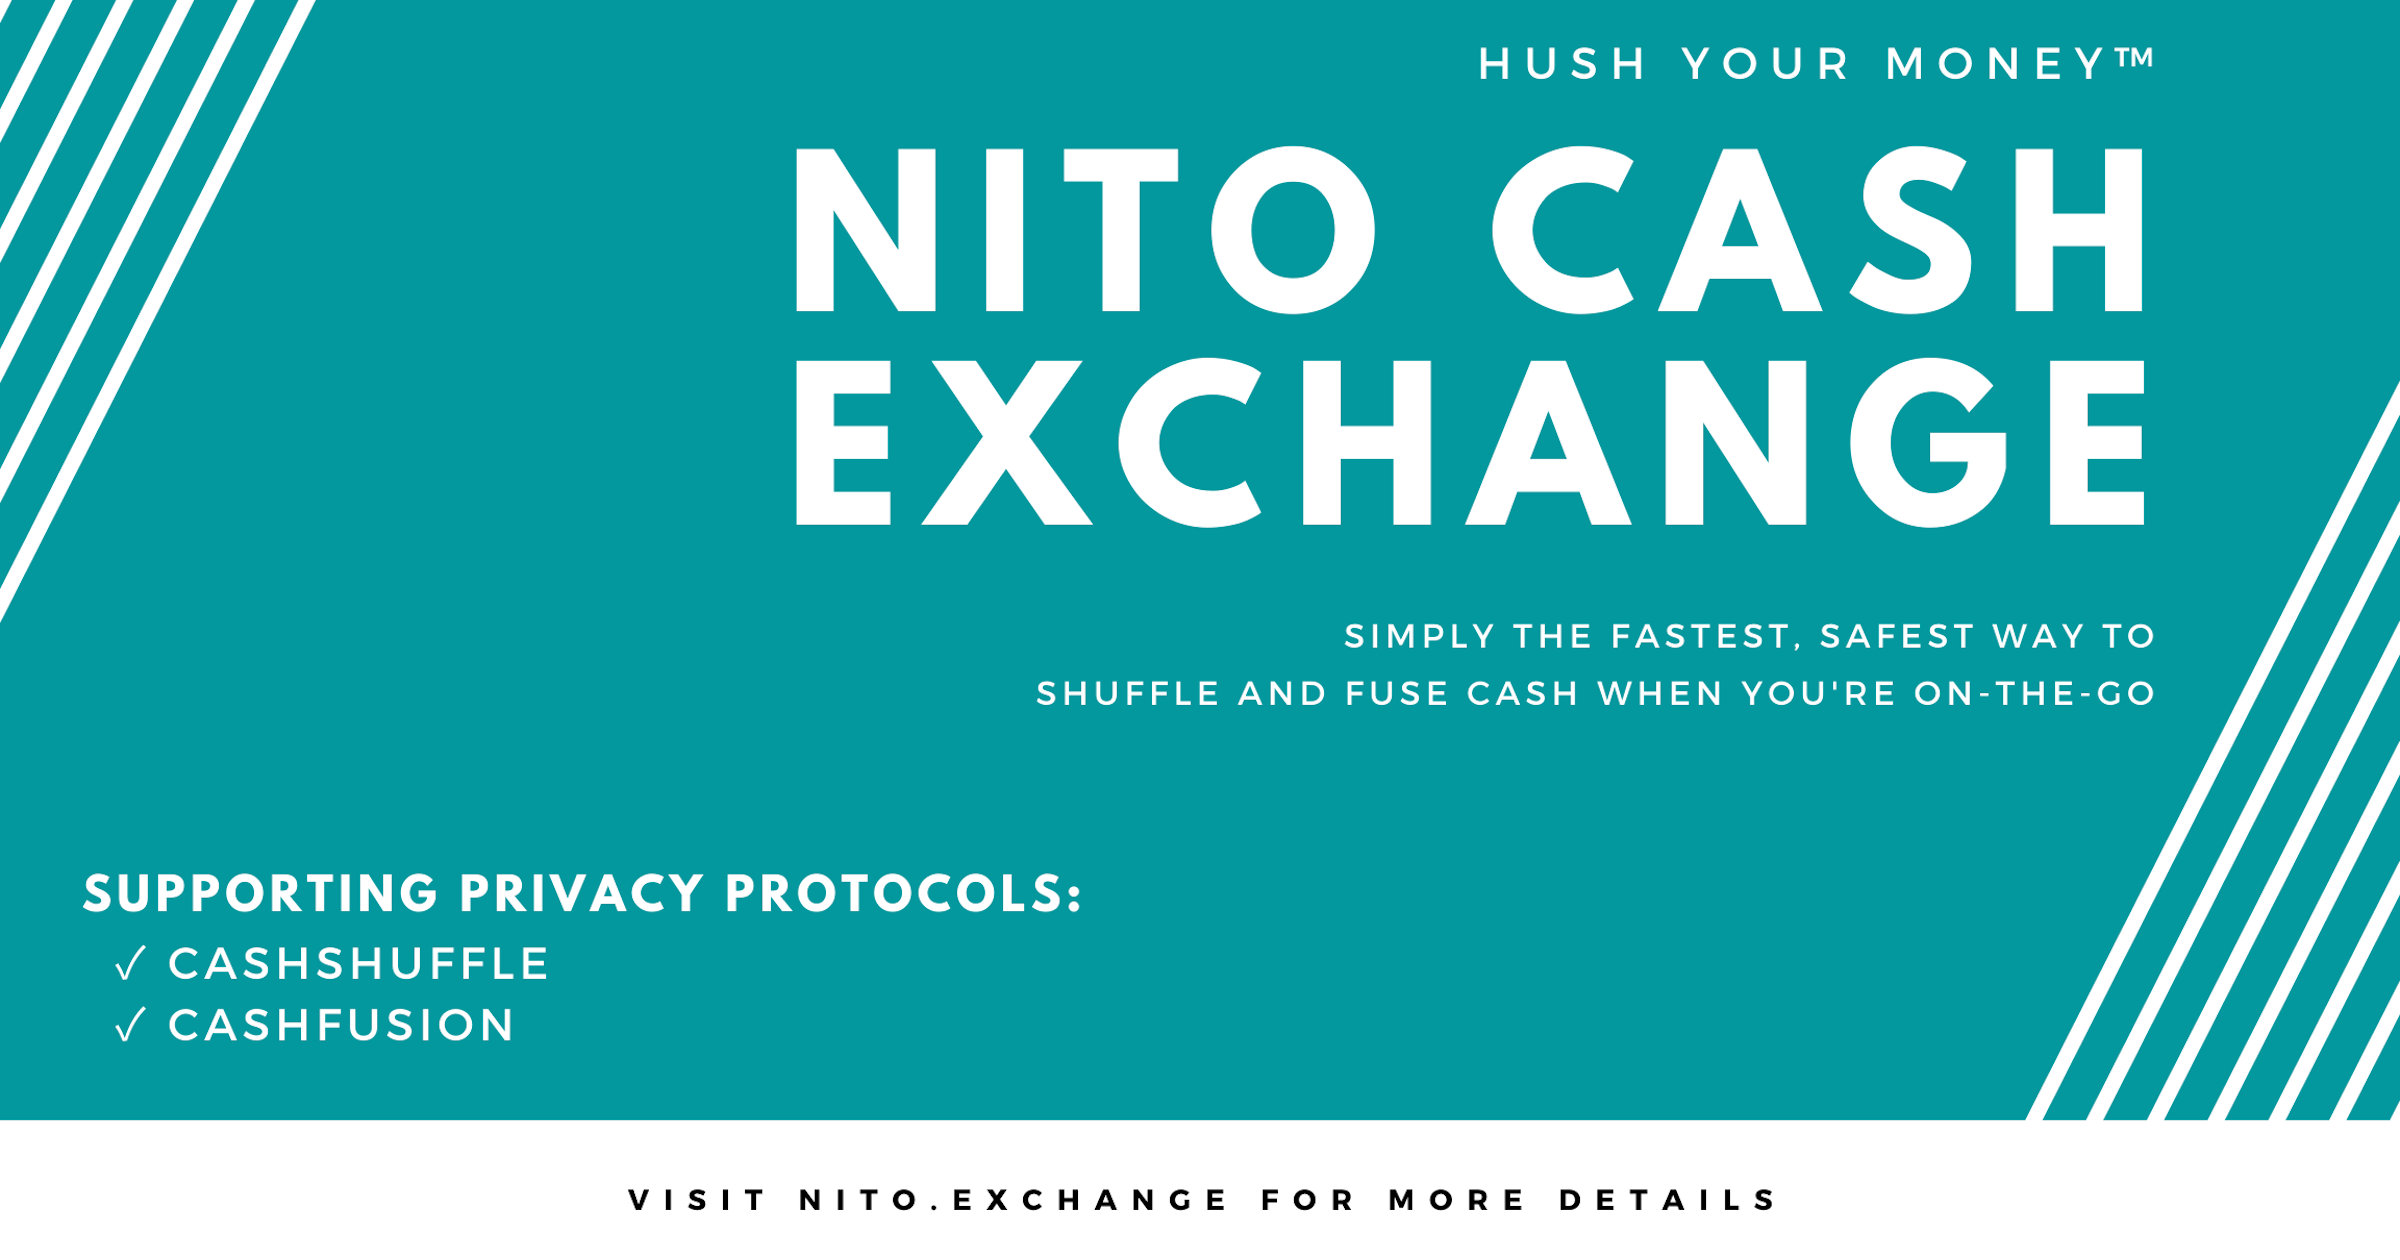 HUSH YOUR MONEY™
NITO CASH
EXCHANGE
SIMPLY THE FASTEST, SAFEST WAY TO
SHUFFLE AND FUSE CASH WHEN YOU'RE ON-THE-GO
SUPPORTING PRIVACY PROTOCOLS:
✓ CASHSHUFFLE
✓ CASHFUSION
VISIT NITO.EXCHANGE FOR MORE DETAILS